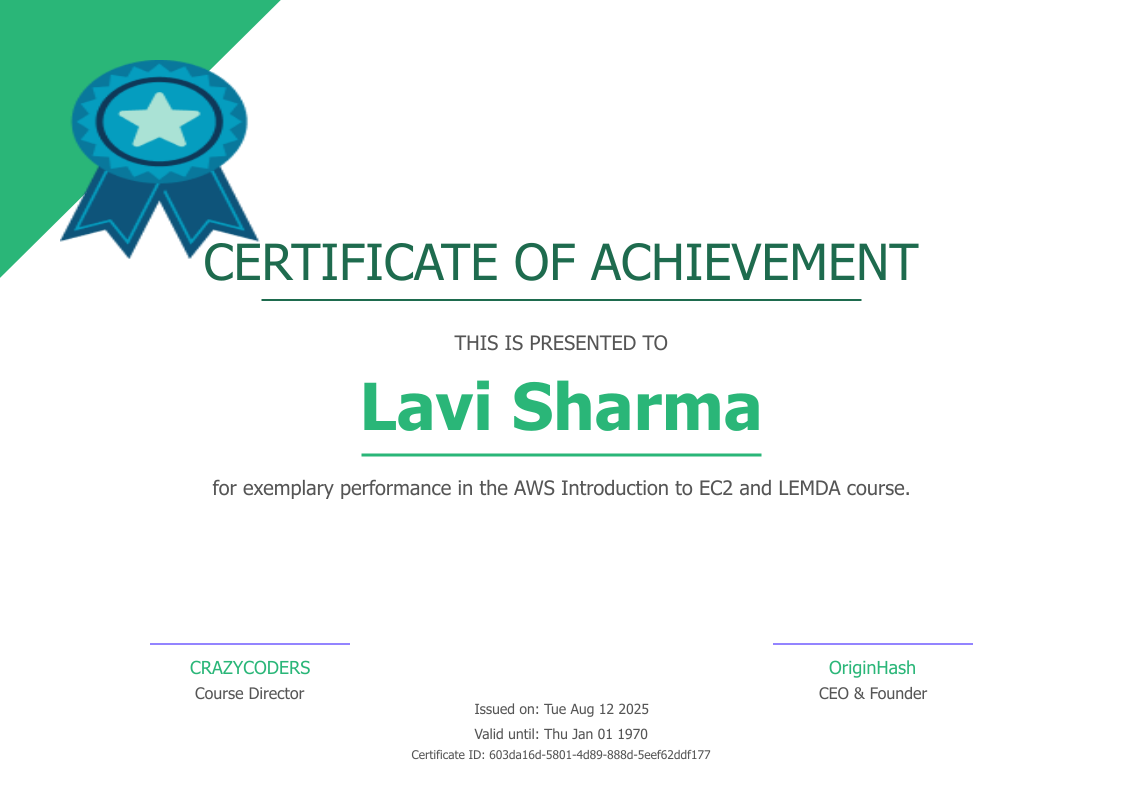 CERTIFICATE OF ACHIEVEMENT
THIS IS PRESENTED TO
Lavi Sharma
for exemplary performance in the AWS Introduction to EC2 and LEMDA course.
CRAZYCODERS
Course Director
OriginHash
CEO & Founder
Issued on: Tue Aug 12 2025
Valid until: Thu Jan 01 1970
Certificate ID: 603da16d-5801-4d89-888d-5eef62ddf177